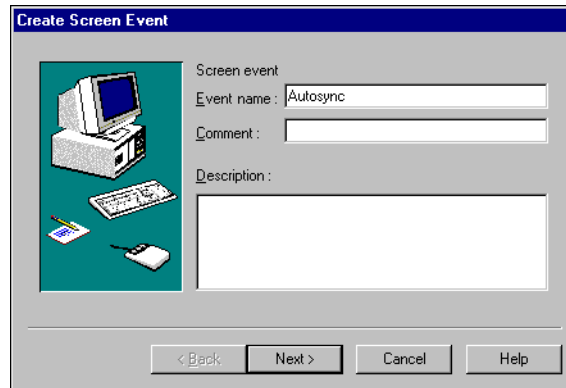 Create Screen Event
Screen event
Event name : Autosync
Comment :
Description :
< Back Next > Cancel Help